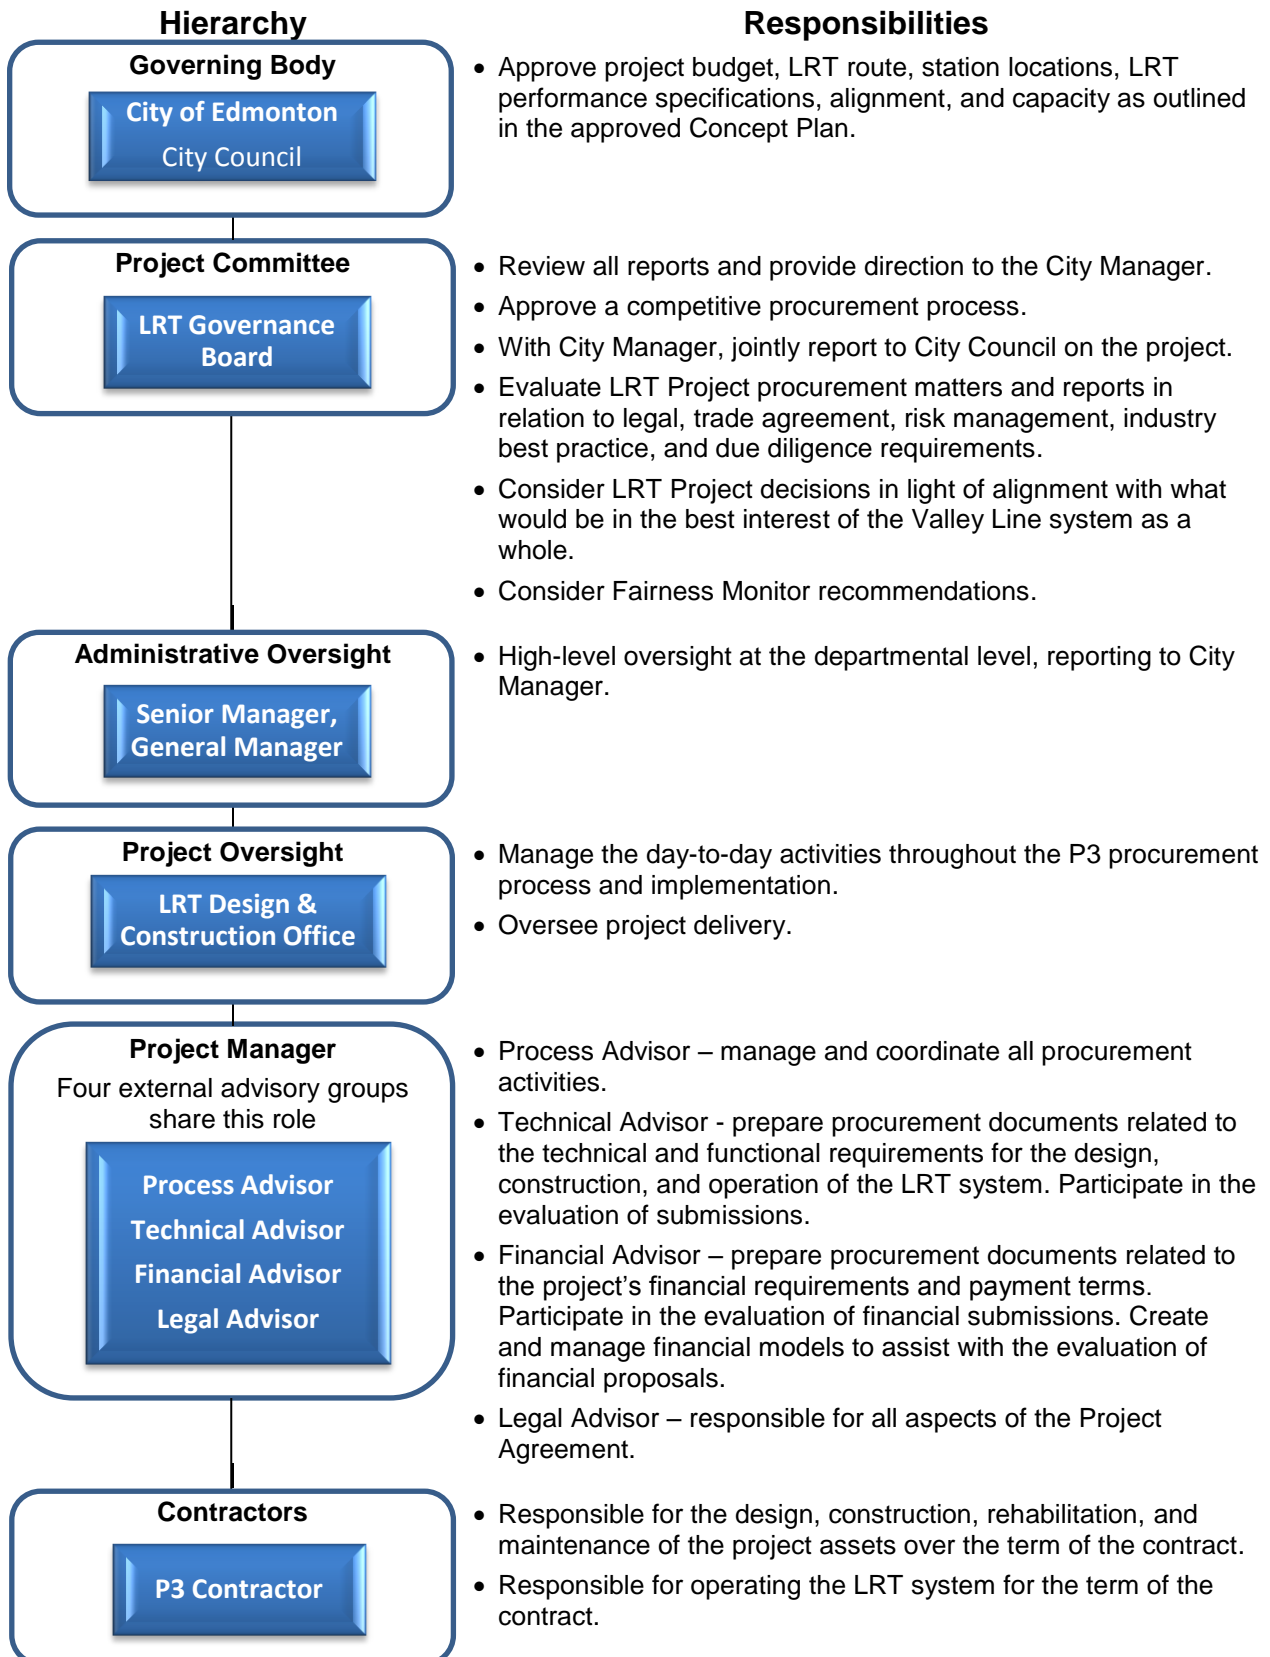 Hierarchy
Responsibilities
Governing Body
City of Edmonton
City Council
• Approve project budget, LRT route, station locations, LRT
performance specifications, alignment, and capacity as outlined
in the approved Concept Plan.
Project Committee
LRT Governance
Board
• Review all reports and provide direction to the City Manager.
• Approve a competitive procurement process.
• With City Manager, jointly report to City Council on the project.
• Evaluate LRT Project procurement matters and reports in
relation to legal, trade agreement, risk management, industry
best practice, and due diligence requirements.
• Consider LRT Project decisions in light of alignment with what
would be in the best interest of the Valley Line system as a
whole.
• Consider Fairness Monitor recommendations.
Administrative Oversight
Senior Manager,
General Manager
• High-level oversight at the departmental level, reporting to City
Manager.
Project Oversight
LRT Design &
Construction Office
• Manage the day-to-day activities throughout the P3 procurement
process and implementation.
• Oversee project delivery.
Project Manager
Four external advisory groups
share this role
Process Advisor
Technical Advisor
Financial Advisor
Legal Advisor
• Process Advisor – manage and coordinate all procurement
activities.
• Technical Advisor - prepare procurement documents related to
the technical and functional requirements for the design,
construction, and operation of the LRT system. Participate in the
evaluation of submissions.
• Financial Advisor – prepare procurement documents related to
the project’s financial requirements and payment terms.
Participate in the evaluation of financial submissions. Create
and manage financial models to assist with the evaluation of
financial proposals.
• Legal Advisor – responsible for all aspects of the Project
Agreement.
Contractors
P3 Contractor
• Responsible for the design, construction, rehabilitation, and
maintenance of the project assets over the term of the contract.
• Responsible for operating the LRT system for the term of the
contract.